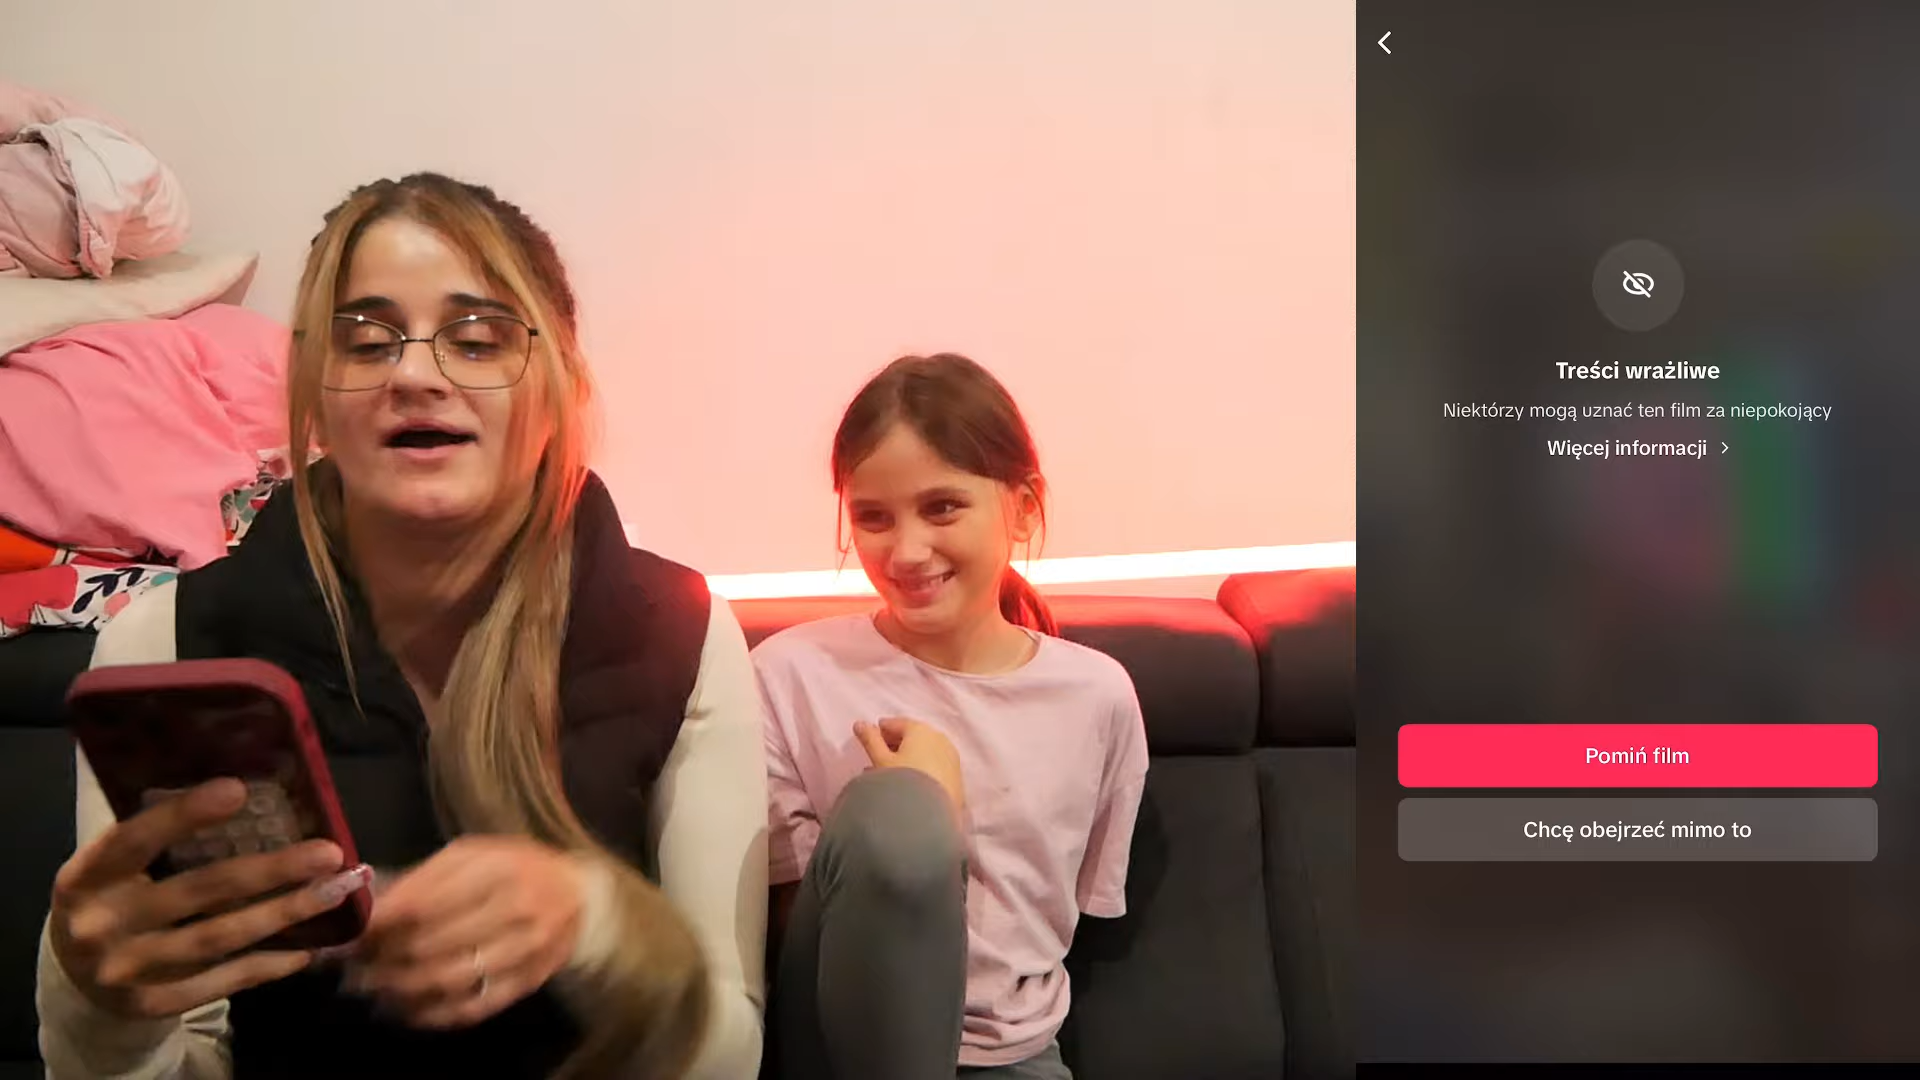 Treści wrażliwe
Niektórzy mogą uznać ten film za niepokojący
Więcej informacji
Pomiń film
Chcę obejrzeć mimo to